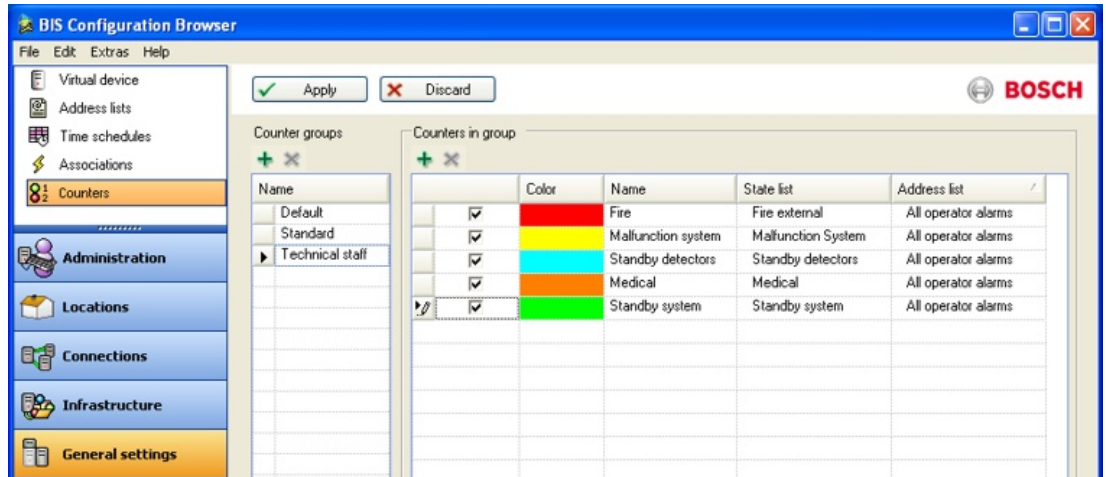 BIS Configuration Browser
File Edit Extras Help
Virtual device
Address lists
Time schedules
Associations
Counters
Administration
Locations
Connections
Infrastructure
General settings
Apply Discard
BOSCH
Counter groups
Name
Default
Standard
Technical staff
Counters in group
Color Name State list Address list
Fire Fire external All operator alarms
Malfunction system Malfunction System All operator alarms
Standby detectors Standby detectors All operator alarms
Medical Medical All operator alarms
Standby system Standby system All operator alarms